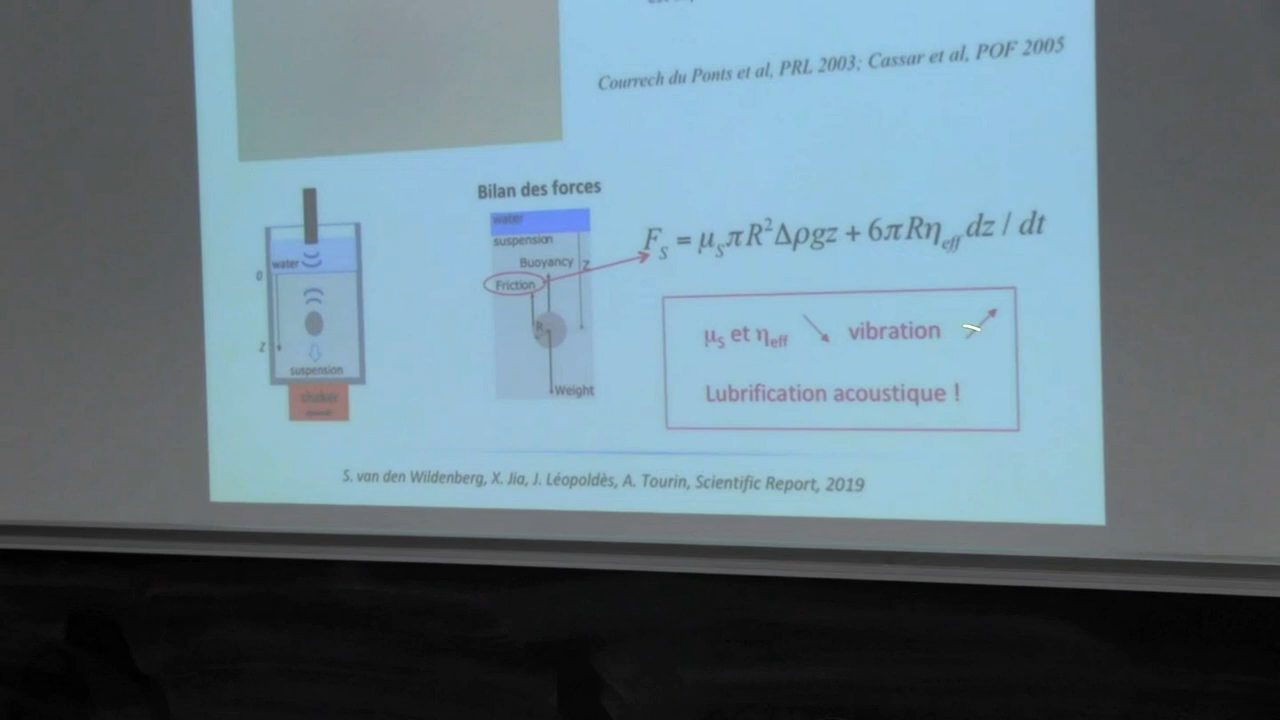 Courrech du Ponts et al, PRL 2003; Cassar et al, POF 2005
Bilan des forces
water
suspension
Buoyancy
z
Friction
R
Weight
F_S = μ_S πR²Δρgz + 6πRη_eff dz / dt
water
0
z
suspension
shaker
μ_S et η_eff ↘ vibration ↗
Lubrification acoustique !
S. van den Wildenberg, X. Jia, J. Léopoldès, A. Tourin, Scientific Report, 2019